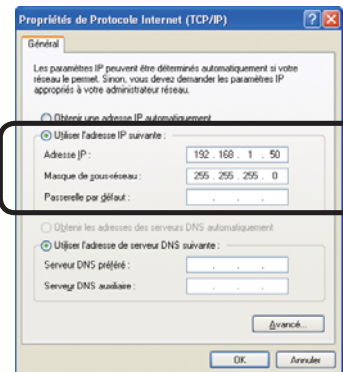 Propriétés de Protocole Internet (TCP/IP)
Général
Les paramètres IP peuvent être déterminés automatiquement si votre
réseau le permet. Sinon, vous devez demander les paramètres IP
appropriés à votre administrateur réseau.
Obtenir une adresse IP automatiquement
Utiliser l'adresse IP suivante :
Adresse IP : 192 . 168 . 1 . 50
Masque de sous-réseau : 255 . 255 . 255 . 0
Passerelle par défaut : . . .
Obtenir les adresses des serveurs DNS automatiquement
Utiliser l'adresse de serveur DNS suivante :
Serveur DNS préféré : . . .
Serveur DNS auxiliaire : . . .
Avancé...
OK Annuler